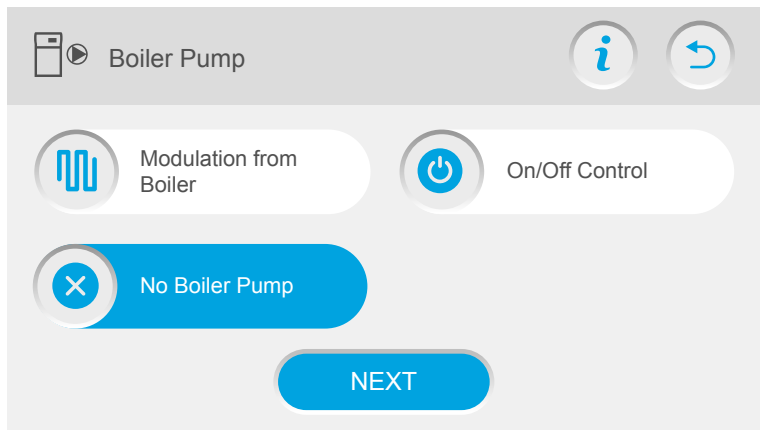 Boiler Pump
Modulation from
Boiler
On/Off Control
No Boiler Pump
NEXT